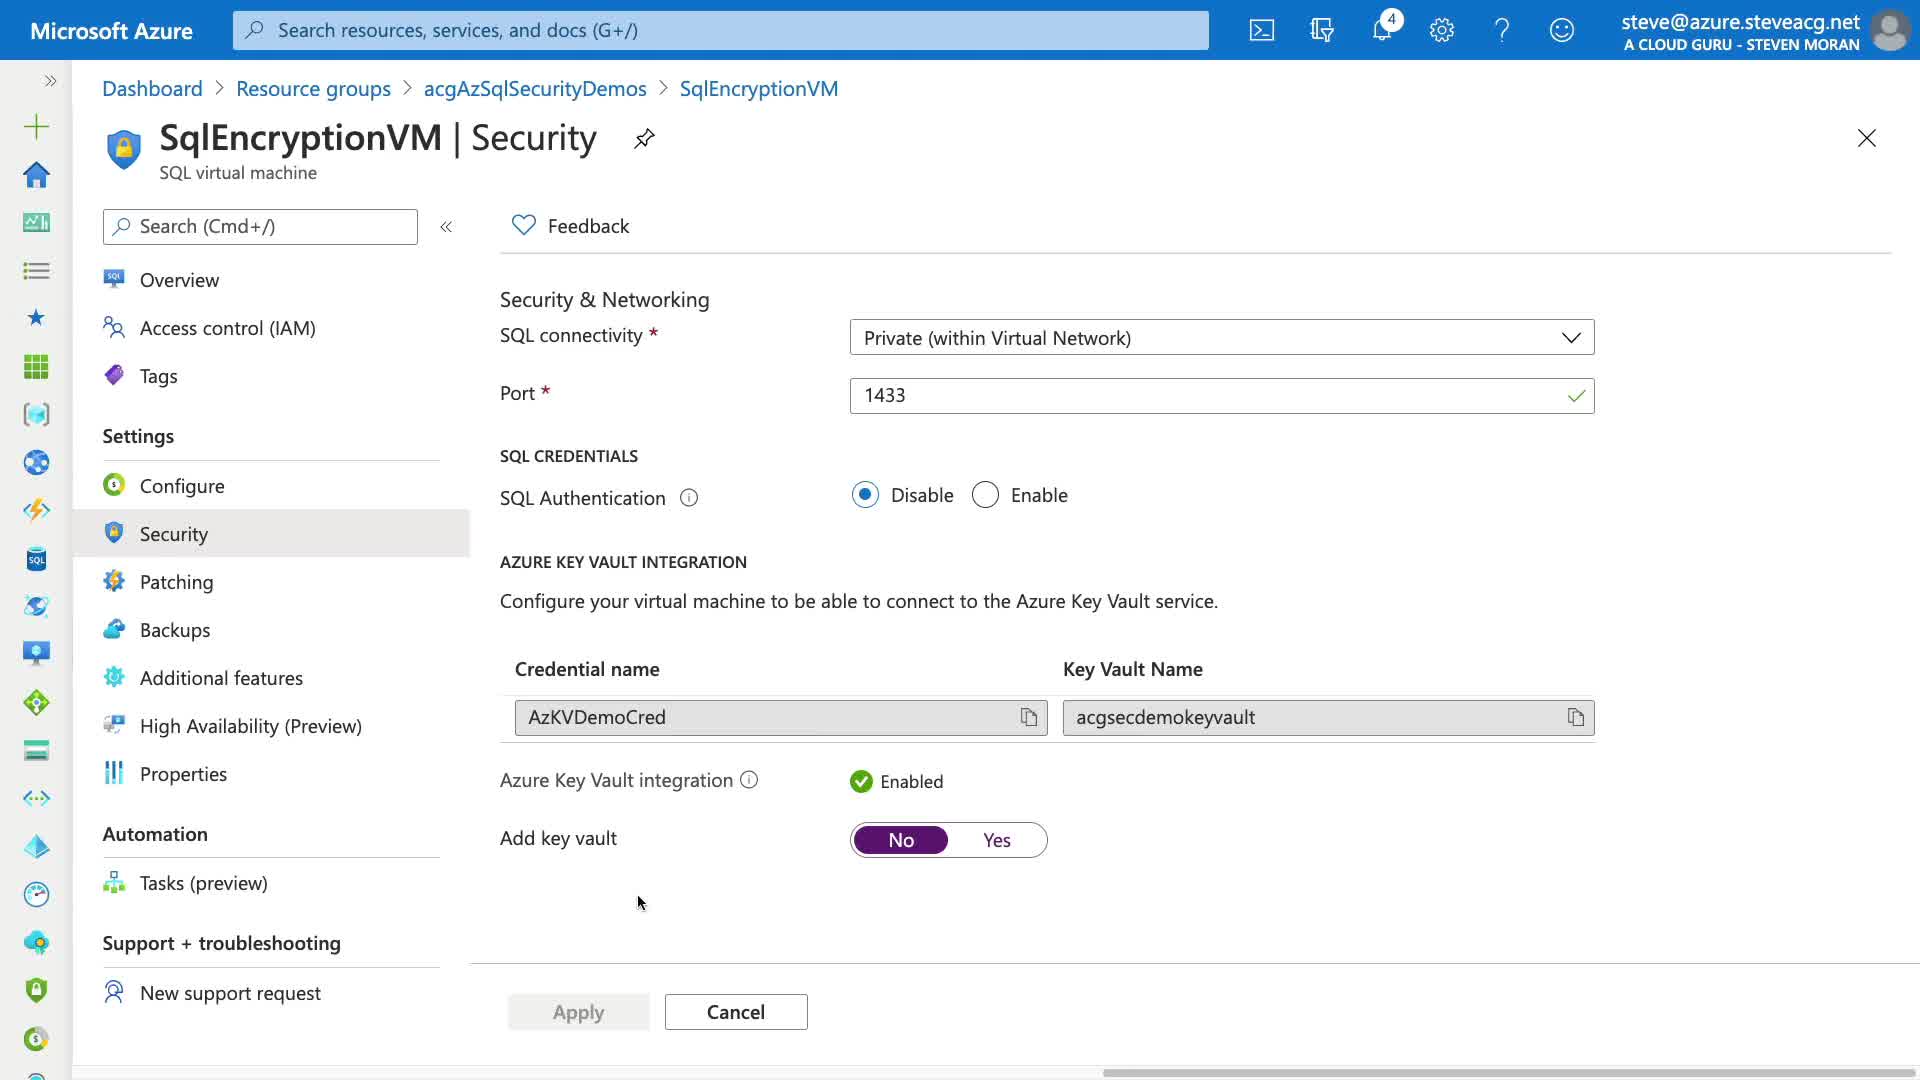 Microsoft Azure
Search resources, services, and docs (G+/)
4
steve@azure.steveacg.net
A CLOUD GURU - STEVEN MORAN
Dashboard > Resource groups > acgAzSqlSecurityDemos > SqlEncryptionVM
SqlEncryptionVM | Security
SQL virtual machine
Search (Cmd+/)
Overview
Access control (IAM)
Tags
Settings
Configure
Security
Patching
Backups
Additional features
High Availability (Preview)
Properties
Automation
Tasks (preview)
Support + troubleshooting
New support request
Feedback
Security & Networking
SQL connectivity *
Private (within Virtual Network)
Port *
1433
SQL CREDENTIALS
SQL Authentication
Disable
Enable
AZURE KEY VAULT INTEGRATION
Configure your virtual machine to be able to connect to the Azure Key Vault service.
Credential name
Key Vault Name
AzKVDemoCred
acgsecdemokeyvault
Azure Key Vault integration
Enabled
Add key vault
No
Yes
Apply
Cancel
SQL
SQL